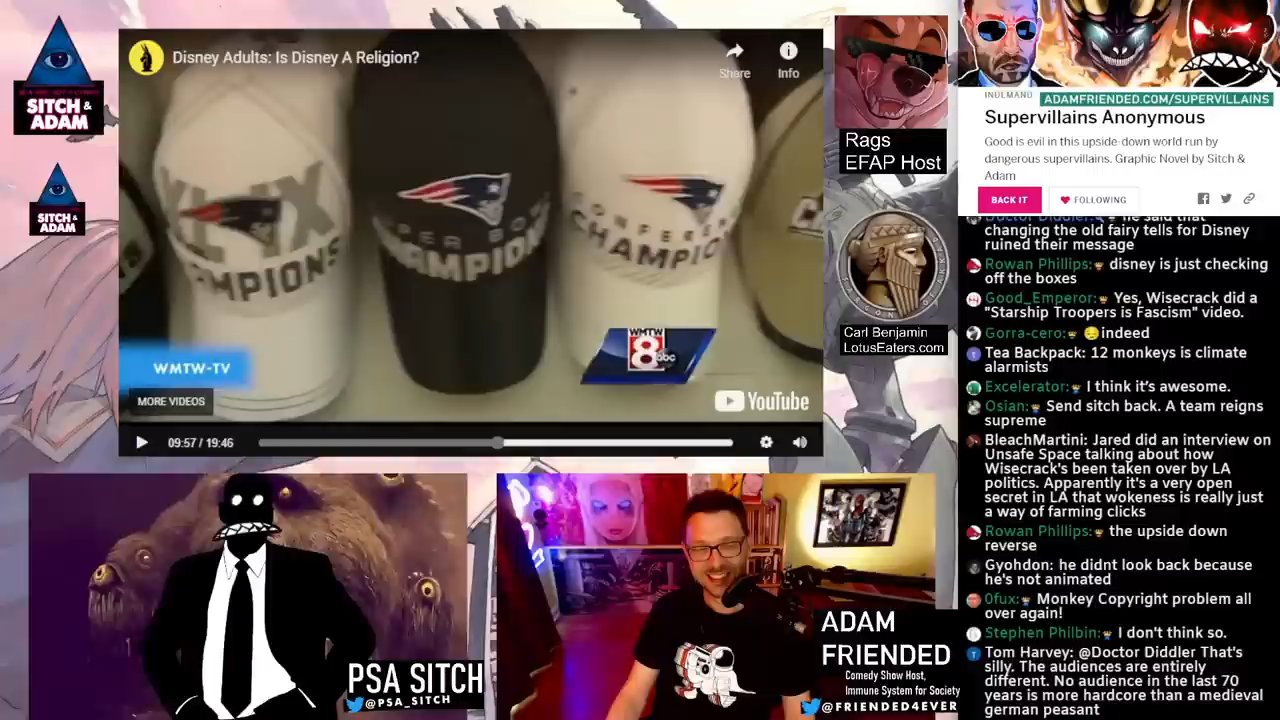 SITCH &
ADAM
SITCH &
ADAM
Disney Adults: Is Disney A Religion?
Share
Info
CHAMPIONS
CONFERENCE
CHAMPIO
WMTW-TV
WMTW
8
abc
MORE VIDEOS
YouTube
09:57 / 19:46
Rags
EFAP Host
Carl Benjamin
LotusEaters.com
INDEMAND
ADAMFRIENDED.COM/SUPERVILLAINS
Supervillains Anonymous
Good is evil in this upside-down world run by
dangerous supervillains. Graphic Novel by Sitch &
Adam
BACK IT
FOLLOWING
Doctor Diddler: he said that
changing the old fairy tells for Disney
ruined their message
Rowan Phillips: disney is just checking
off the boxes
Good_Emperor: Yes, Wisecrack did a
"Starship Troopers is Fascism" video.
Gorra-cero: indeed
Tea Backpack: 12 monkeys is climate
alarmists
Excelerator: I think it's awesome.
Osian: Send sitch back. A team reigns
supreme
BleachMartini: Jared did an interview on
Unsafe Space talking about how
Wisecrack's been taken over by LA
politics. Apparently it's a very open
secret in LA that wokeness is really just
a way of farming clicks
Rowan Phillips: the upside down
reverse
Gyohdon: he didnt look back because
he's not animated
0fux: Monkey Copyright problem all
over again!
Stephen Philbin: I don't think so.
Tom Harvey: @Doctor Diddler That's
silly. The audiences are entirely
different. No audience in the last 70
years is more hardcore than a medieval
german peasant
PSA SITCH
@PSA_SITCH
ADAM
FRIENDED
Comedy Show Host,
Immune System for Society
@FRIENDED4EVER